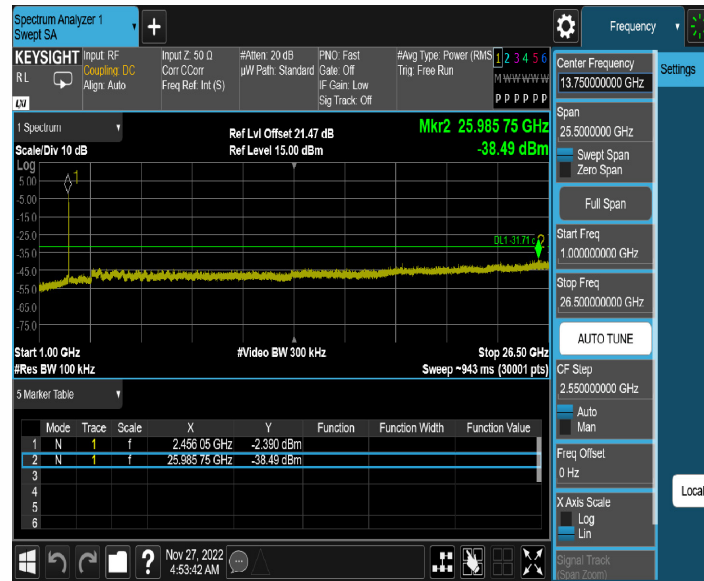 Spectrum Analyzer 1
Swept SA
Frequency
KEYSIGHT
RL
LXI
Input: RF
Coupling: DC
Align: Auto
Input Z: 50 Ω
Corr CCorr
Freq Ref: Int (S)
#Atten: 20 dB
µW Path: Standard
PNO: Fast
Gate: Off
IF Gain: Low
Sig Track: Off
#Avg Type: Power (RMS
Trig: Free Run
1 2 3 4 5 6
M W W W W W
P P P P P P
Center Frequency
13.750000000 GHz
Settings
Span
25.5000000 GHz
Swept Span
Zero Span
Full Span
Start Freq
1.000000000 GHz
Stop Freq
26.500000000 GHz
AUTO TUNE
CF Step
2.550000000 GHz
Auto
Man
Freq Offset
0 Hz
X Axis Scale
Log
Lin
Signal Track
(Span Zoom)
Local
1 Spectrum
Scale/Div 10 dB
Ref Lvl Offset 21.47 dB
Ref Level 15.00 dBm
Mkr2 25.985 75 GHz
-38.49 dBm
Log
5.00
-5.00
-15.0
-25.0
-35.0
-45.0
-55.0
-65.0
-75.0
1
DL1 -31.71
2
Start 1.00 GHz
#Res BW 100 kHz
#Video BW 300 kHz
Stop 26.50 GHz
Sweep ~943 ms (30001 pts)
5 Marker Table
Mode Trace Scale X Y Function Function Width Function Value
1 N 1 f 2.456 05 GHz -2.390 dBm
2 N 1 f 25.985 75 GHz -38.49 dBm
3
4
5
6
?
Nov 27, 2022
4:53:42 AM